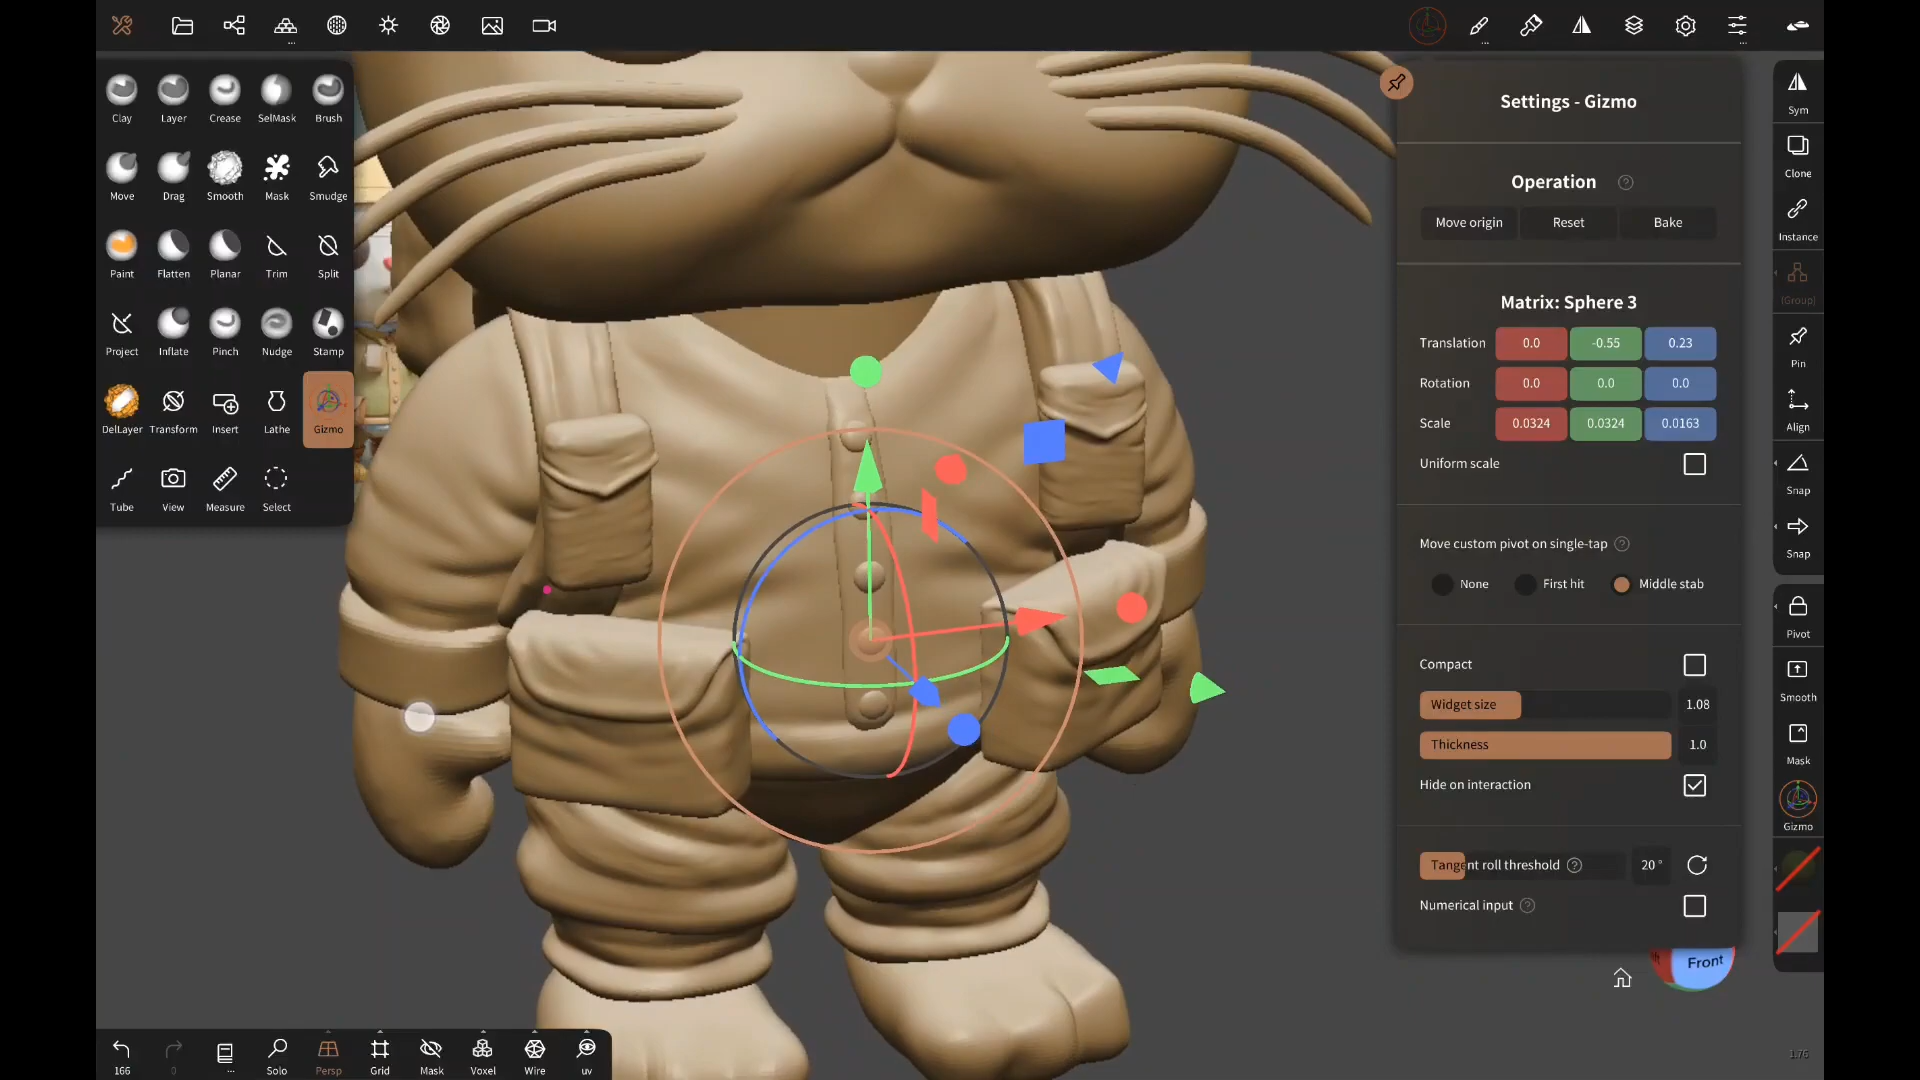 Clay Layer Crease SelMask Brush
Move Drag Smooth Mask Smudge
Paint Flatten Planar Trim Split
Project Inflate Pinch Nudge Stamp
DelLayer Transform Insert Lathe Gizmo
Tube View Measure Select
Settings - Gizmo
Operation ?
Move origin Reset Bake
Matrix: Sphere 3
Translation 0.0 -0.55 0.23
Rotation 0.0 0.0 0.0
Scale 0.0324 0.0324 0.0163
Uniform scale
Move custom pivot on single-tap ?
None First hit Middle stab
Compact
Widget size 1.08
Thickness 1.0
Hide on interaction
Tangent roll threshold ? 20 °
Numerical input ?
Sym
Clone
Instance
(Group)
Pin
Align
Snap
Snap
Pivot
Smooth
Mask
Gizmo
Front
1.76
166 0 ... Solo Persp Grid Mask Voxel Wire uv